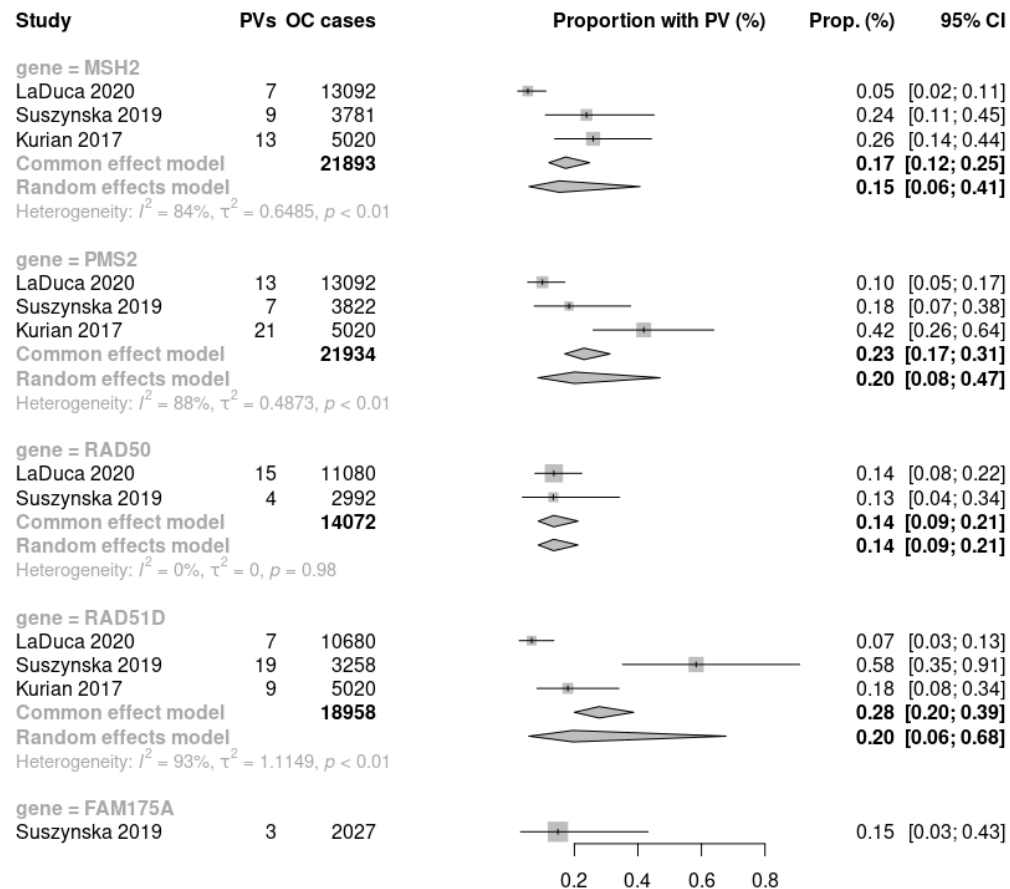 Study PVs OC cases Proportion with PV (%) Prop. (%) 95% CI
gene = MSH2
LaDuca 2020 7 13092 0.05 [0.02; 0.11]
Suszynska 2019 9 3781 0.24 [0.11; 0.45]
Kurian 2017 13 5020 0.26 [0.14; 0.44]
Common effect model 21893 0.17 [0.12; 0.25]
Random effects model 0.15 [0.06; 0.41]
Heterogeneity: I² = 84%, τ² = 0.6485, p < 0.01
gene = PMS2
LaDuca 2020 13 13092 0.10 [0.05; 0.17]
Suszynska 2019 7 3822 0.18 [0.07; 0.38]
Kurian 2017 21 5020 0.42 [0.26; 0.64]
Common effect model 21934 0.23 [0.17; 0.31]
Random effects model 0.20 [0.08; 0.47]
Heterogeneity: I² = 88%, τ² = 0.4873, p < 0.01
gene = RAD50
LaDuca 2020 15 11080 0.14 [0.08; 0.22]
Suszynska 2019 4 2992 0.13 [0.04; 0.34]
Common effect model 14072 0.14 [0.09; 0.21]
Random effects model 0.14 [0.09; 0.21]
Heterogeneity: I² = 0%, τ² = 0, p = 0.98
gene = RAD51D
LaDuca 2020 7 10680 0.07 [0.03; 0.13]
Suszynska 2019 19 3258 0.58 [0.35; 0.91]
Kurian 2017 9 5020 0.18 [0.08; 0.34]
Common effect model 18958 0.28 [0.20; 0.39]
Random effects model 0.20 [0.06; 0.68]
Heterogeneity: I² = 93%, τ² = 1.1149, p < 0.01
gene = FAM175A
Suszynska 2019 3 2027 0.15 [0.03; 0.43]
0.2 0.4 0.6 0.8